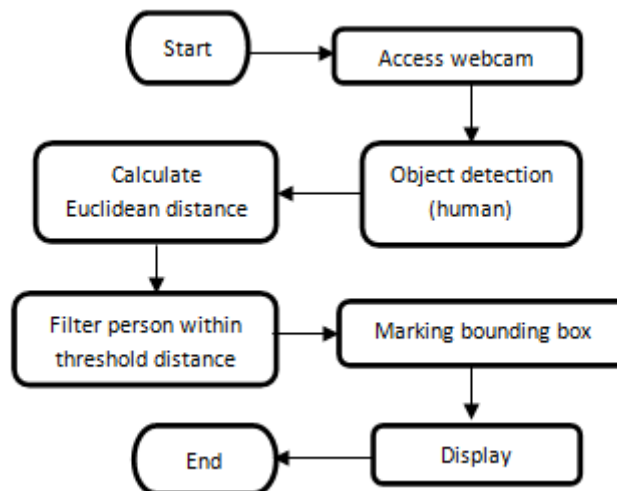 Start
Access webcam
Object detection
(human)
Calculate
Euclidean distance
Filter person within
threshold distance
Marking bounding box
Display
End